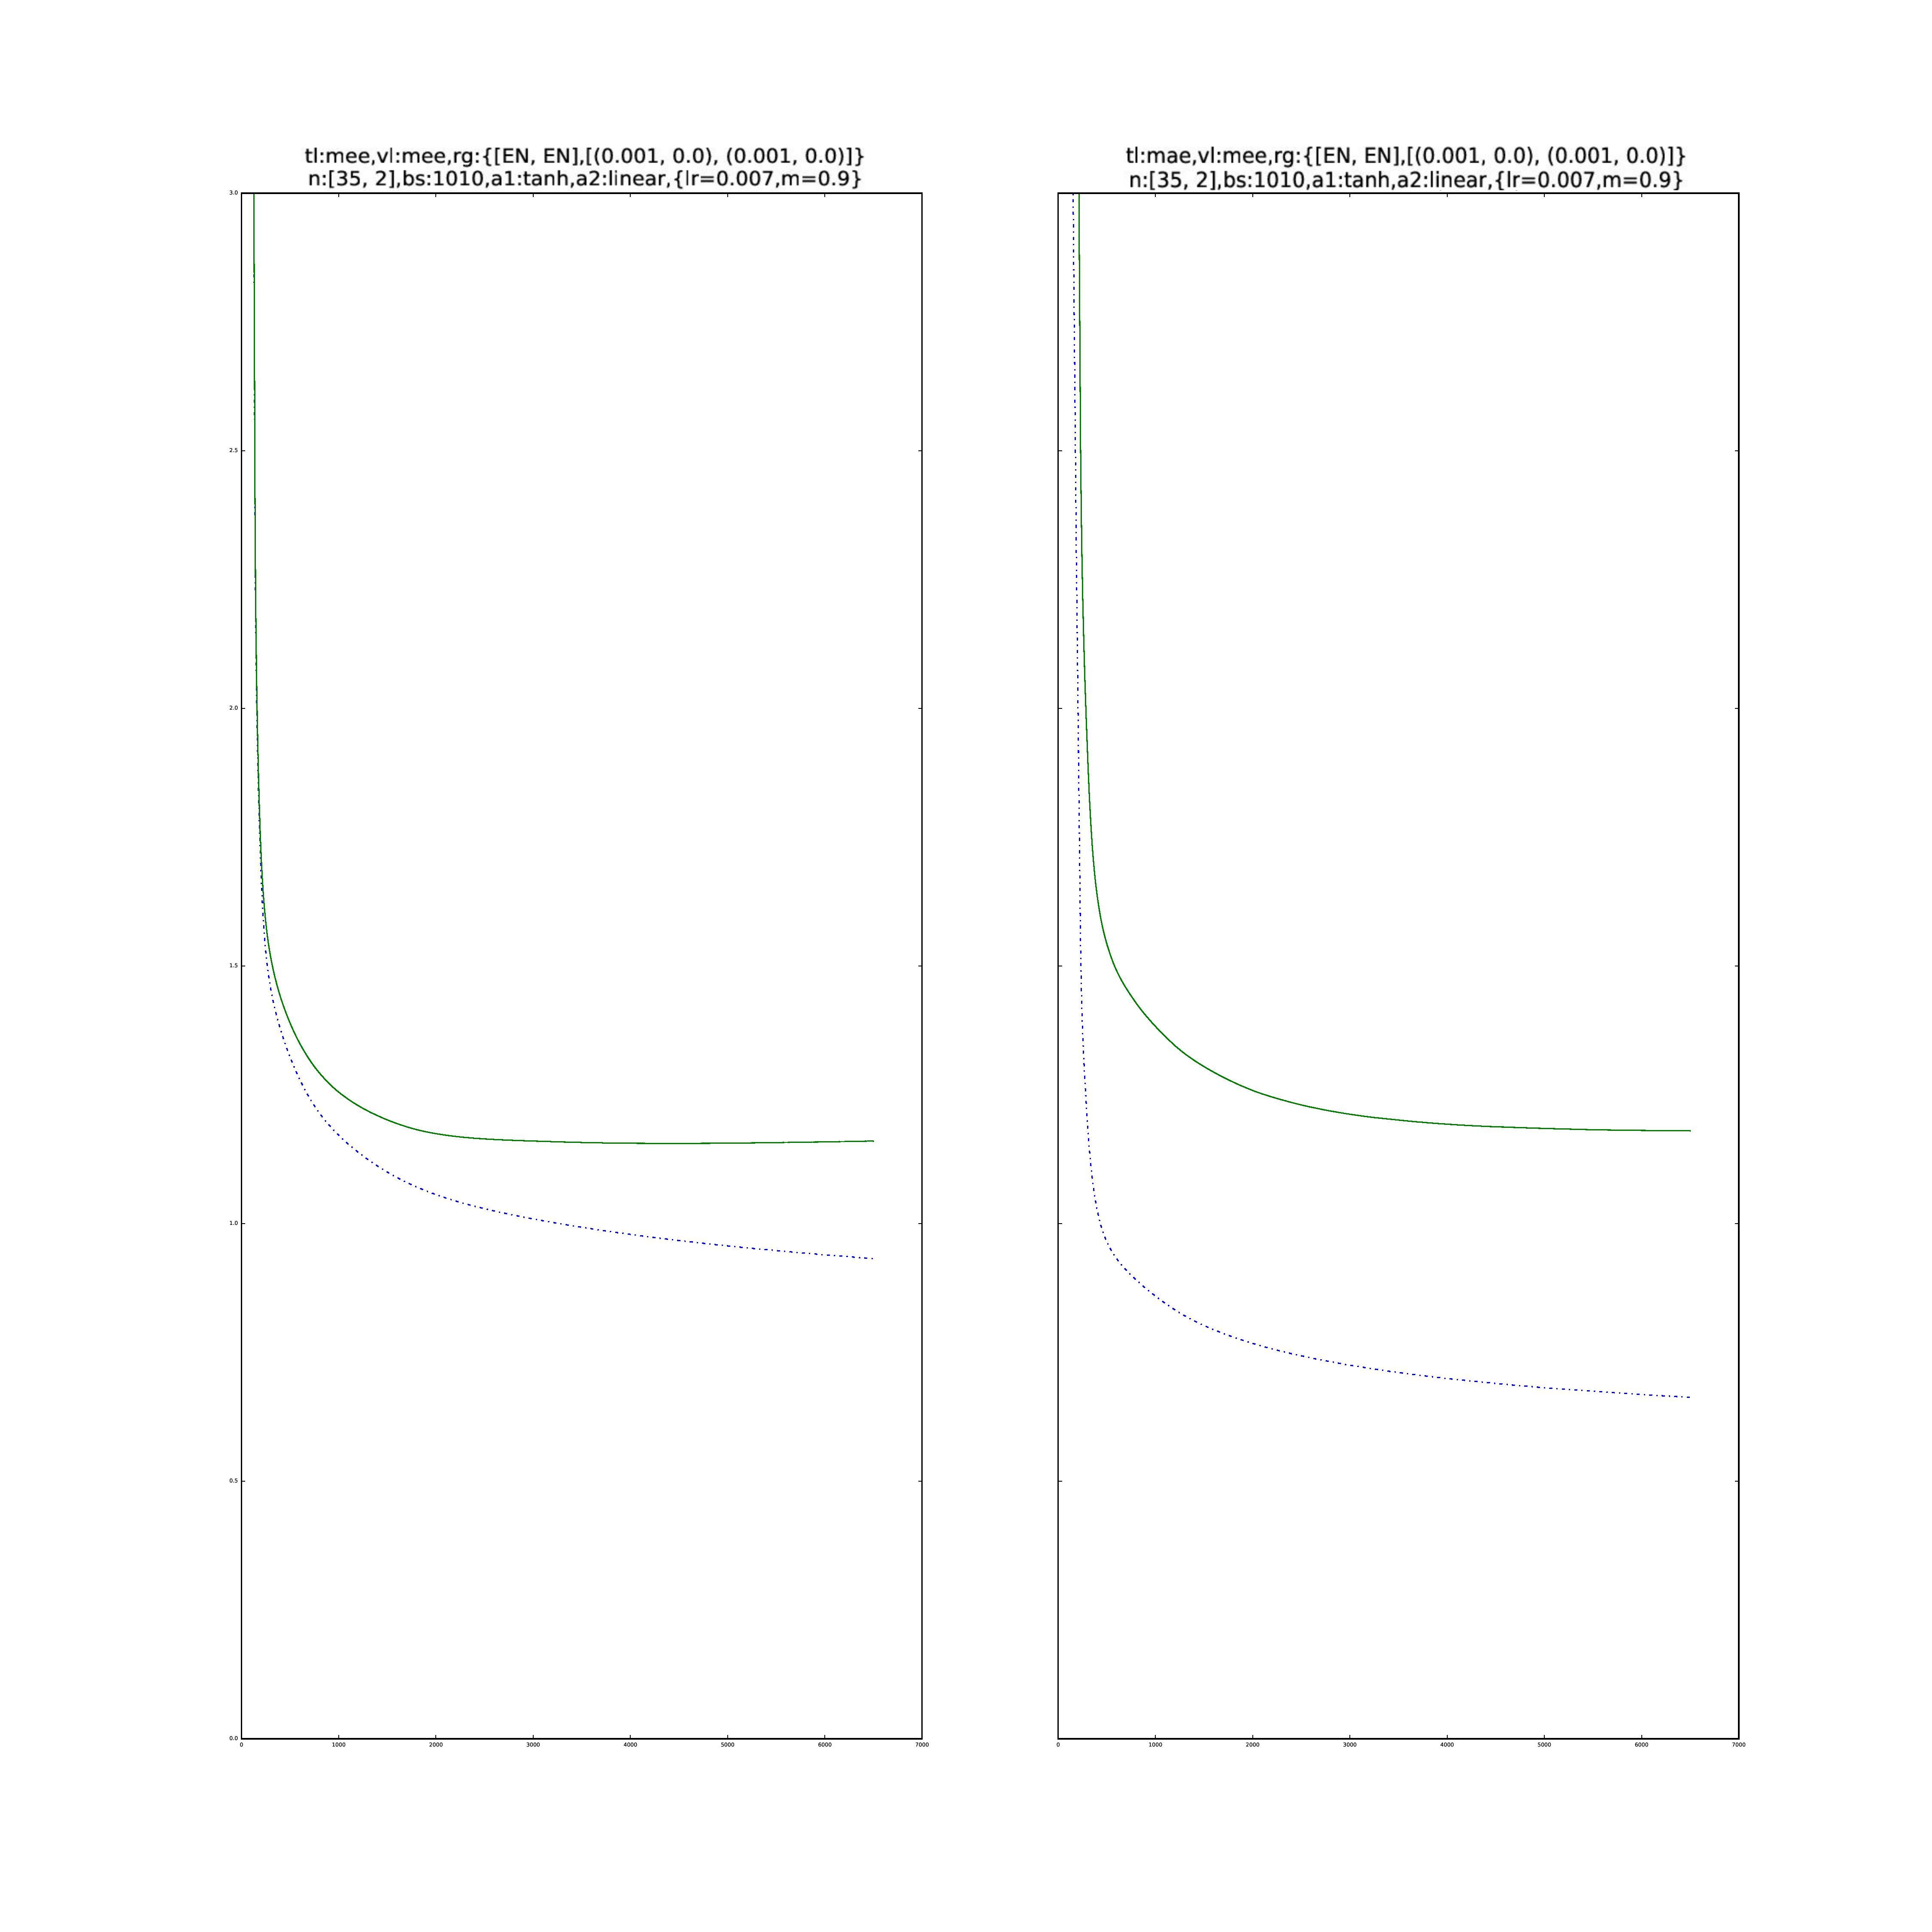 tl:mee,vl:mee,rg:{[EN, EN],[(0.001, 0.0), (0.001, 0.0)]}
n:[35, 2],bs:1010,a1:tanh,a2:linear,{lr=0.007,m=0.9}
3.0
2.5
2.0
1.5
1.0
0.5
0.0
0 1000 2000 3000 4000 5000 6000 7000
tl:mae,vl:mee,rg:{[EN, EN],[(0.001, 0.0), (0.001, 0.0)]}
n:[35, 2],bs:1010,a1:tanh,a2:linear,{lr=0.007,m=0.9}
0 1000 2000 3000 4000 5000 6000 7000